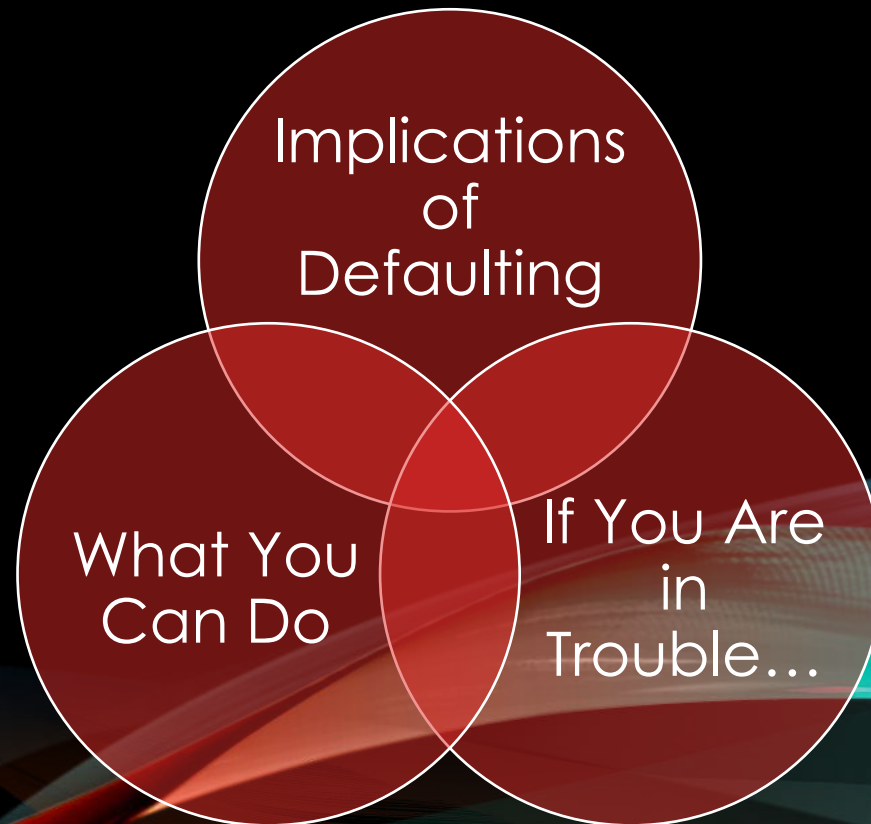 Implications
of
Defaulting
What You
Can Do
If You Are
in
Trouble…